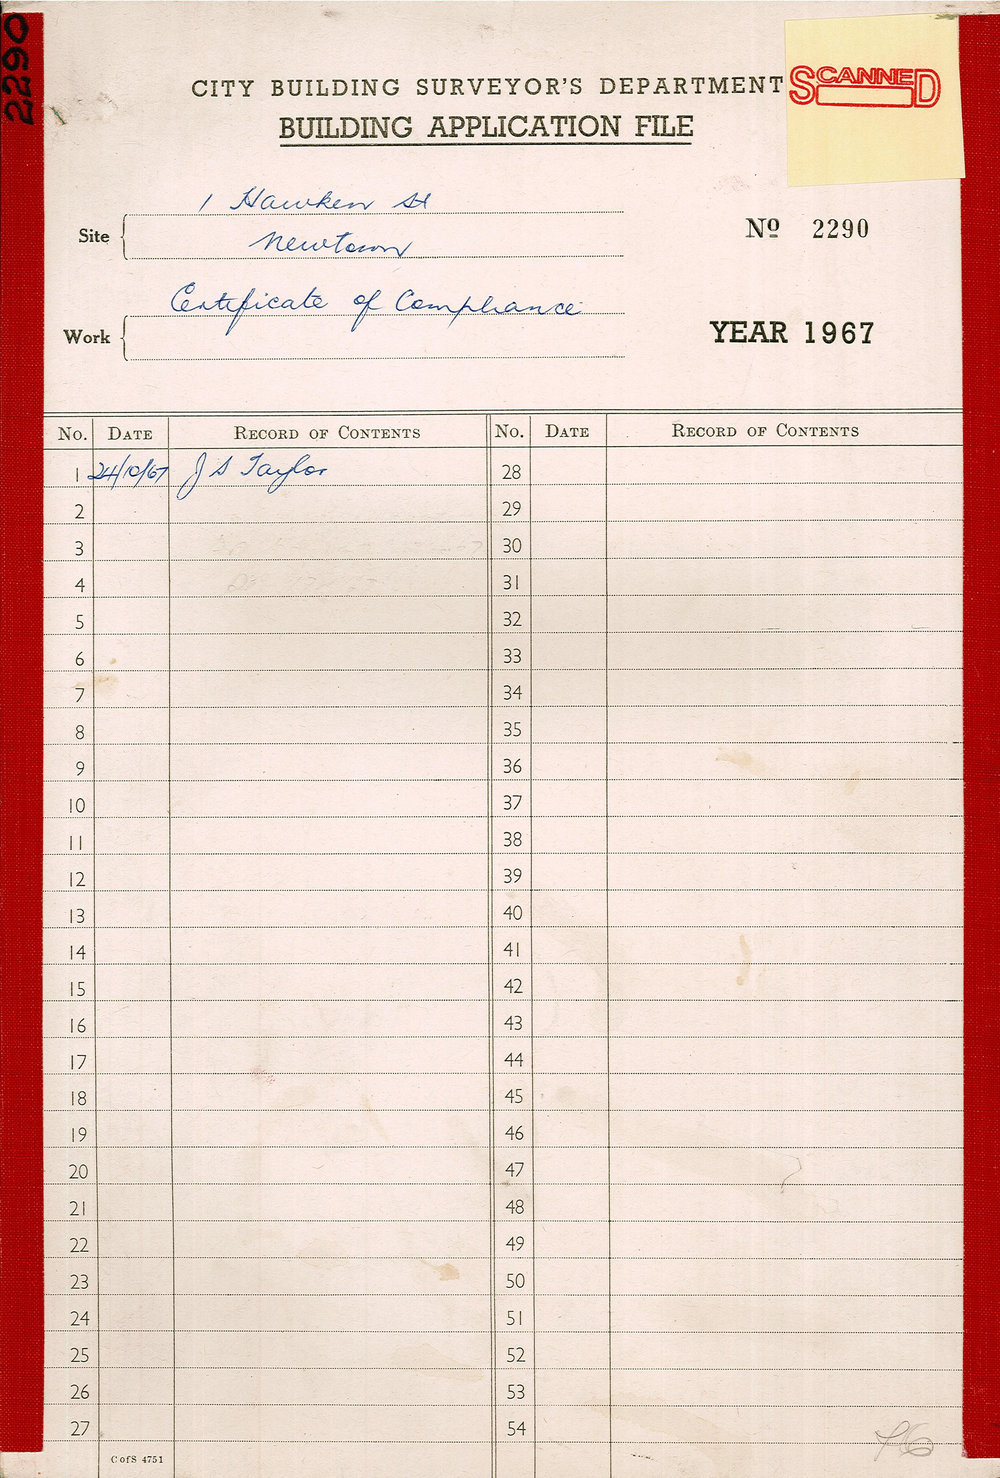 2290
SCANNED
CITY BUILDING SURVEYOR'S DEPARTMENT
BUILDING APPLICATION FILE
1 Hawken St
Site
Newtown
Nº 2290
Certificate of Compliance
Work
YEAR 1967
No. DATE RECORD OF CONTENTS No. DATE RECORD OF CONTENTS
1 24/10/67 J S Taylor 28
2 29
3 30
4 31
5 32
6 33
7 34
8 35
9 36
10 37
11 38
12 39
13 40
14 41
15 42
16 43
17 44
18 45
19 46
20 47
21 48
22 49
23 50
24 51
25 52
26 53
27 54
C of S 4751